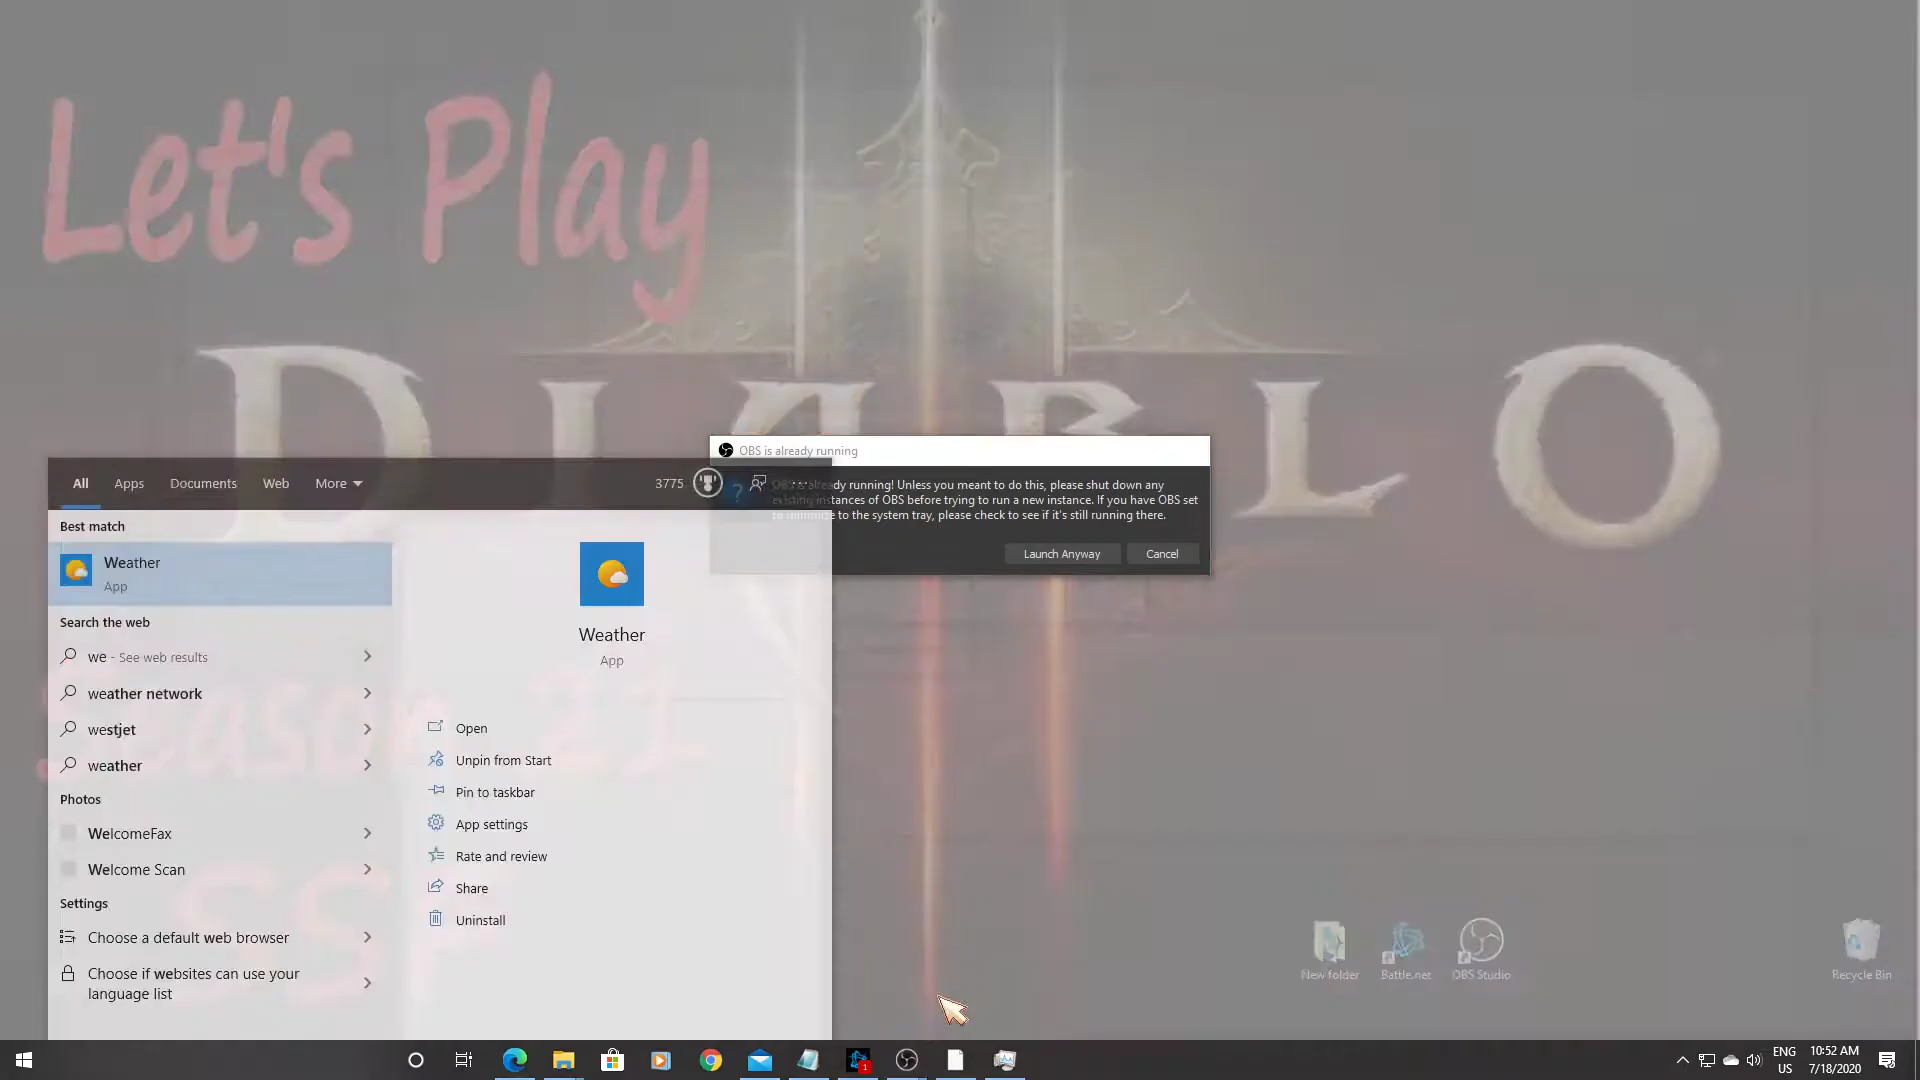 Let's Play
DIABLO
OBS is already running
All Apps Documents Web More 3775
OBS is already running! Unless you meant to do this, please shut down any
existing instances of OBS before trying to run a new instance. If you have OBS set
to minimize to the system tray, please check to see if it's still running there.
Launch Anyway Cancel
Best match
Weather
App
Weather
App
Search the web
we - See web results
weather network
westjet
weather
Season 21
Photos
WelcomeFax
Welcome Scan
SSF
Settings
Choose a default web browser
Choose if websites can use your
language list
Open
Unpin from Start
Pin to taskbar
App settings
Rate and review
Share
Uninstall
New folder
Battle.net
OBS Studio
Recycle Bin
1
ENG
US
10:52 AM
7/18/2020